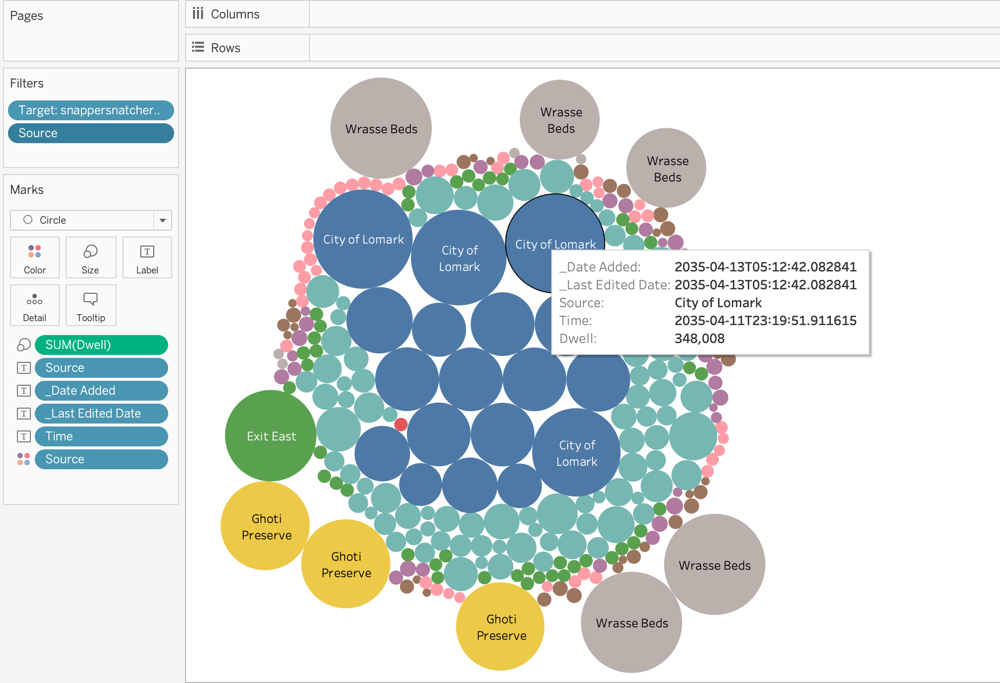 Pages
Columns
Rows
Filters
Target: snappersnatcher..
Source
Marks
Circle
Color
Size
T
Label
Detail
Tooltip
SUM(Dwell)
T
Source
T
_Date Added
T
_Last Edited Date
T
Time
Source
Wrasse Beds
Wrasse
Beds
Wrasse
Beds
City of Lomark
City of
Lomark
City of Lomark
_Date Added: 2035-04-13T05:12:42.082841
_Last Edited Date: 2035-04-13T05:12:42.082841
Source: City of Lomark
Time: 2035-04-11T23:19:51.911615
Dwell: 348,008
Exit East
City of
Lomark
Ghoti
Preserve
Ghoti
Preserve
Wrasse Beds
Ghoti
Preserve
Wrasse Beds